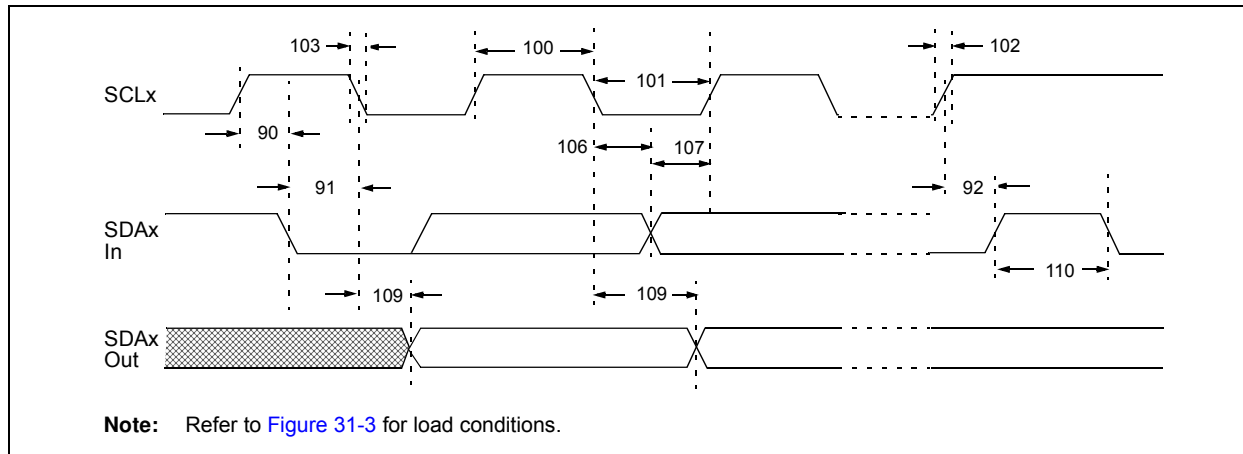 103
100
102
101
SCLx
90
106
107
91
92
SDAx
In
110
109
109
SDAx
Out
Note: Refer to Figure 31-3 for load conditions.